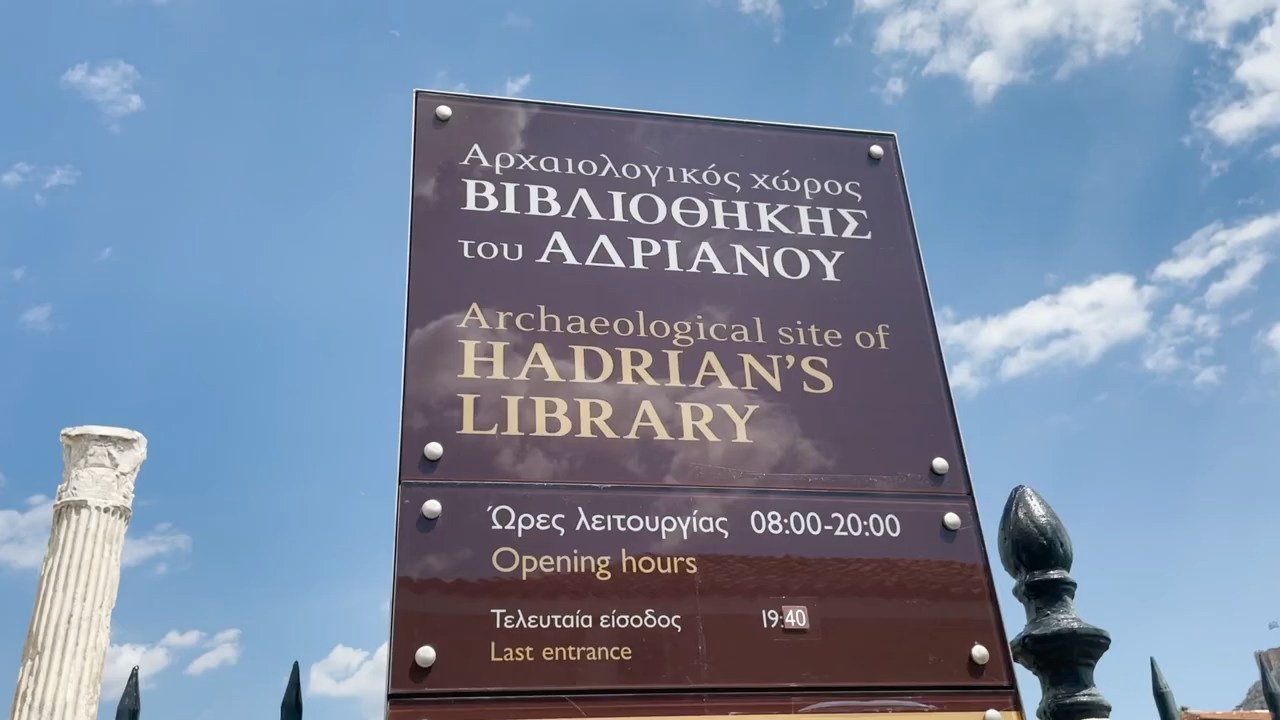 Αρχαιολογικός χώρος
ΒΙΒΛΙΟΘΗΚΗΣ
του ΑΔΡΙΑΝΟΥ
Archaeological site of
HADRIAN'S
LIBRARY
Ώρες λειτουργίας 08:00-20:00
Opening hours
Τελευταία είσοδος 19:40
Last entrance